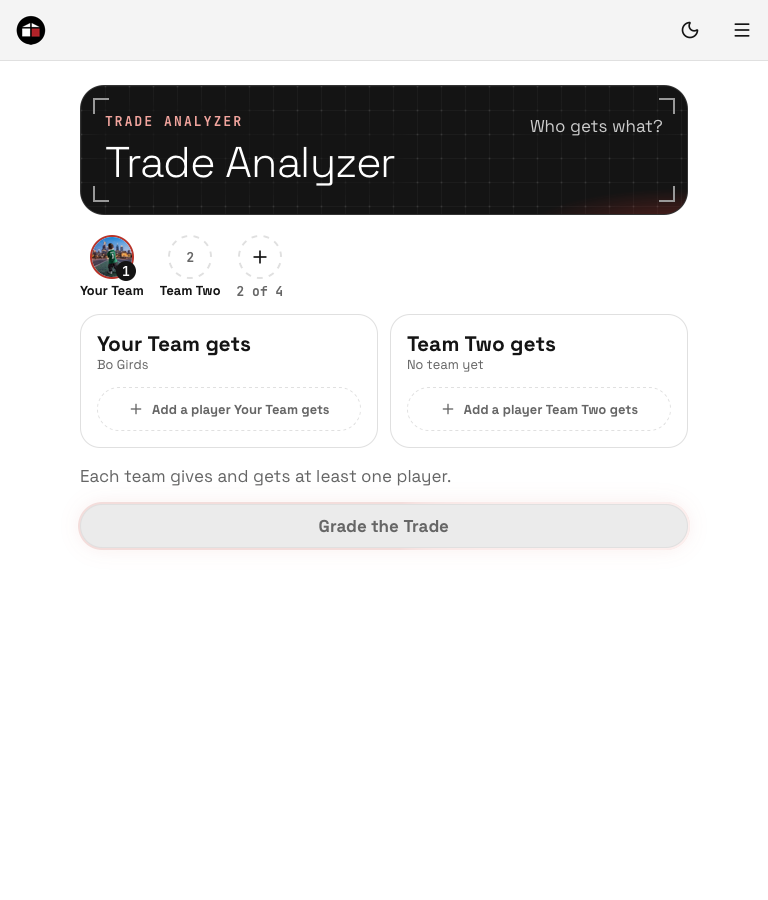 TRADE ANALYZER
Who gets what?
Trade Analyzer
1
2
Your Team
Team Two
2 of 4
Your Team gets
Bo Girds
Add a player Your Team gets
Team Two gets
No team yet
Add a player Team Two gets
Each team gives and gets at least one player.
Grade the Trade